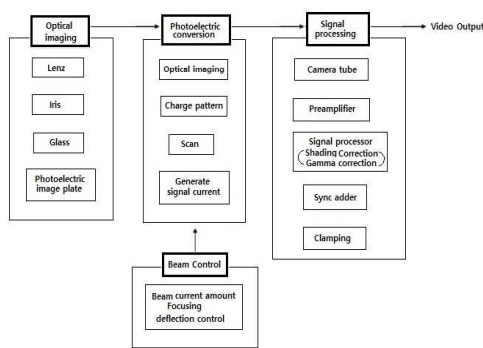 Optical
imaging
Photoelectric
conversion
Signal
processing
Video Output
Lenz
Iris
Glass
Photoelectric
image plate
Optical imaging
Charge pattern
Scan
Generate
signal current
Camera tube
Preamplifier
Signal processor
(Shading Correction)
(Gamma correction)
Sync adder
Clamping
Beam Control
Beam current amount
Focusing
deflection control